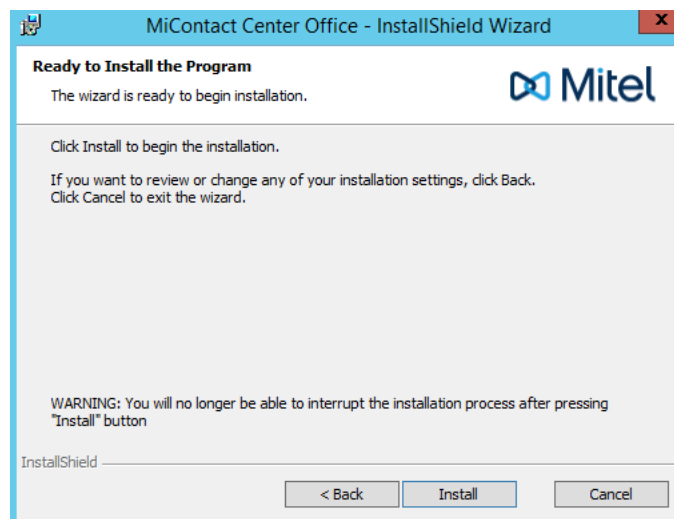 MiContact Center Office - InstallShield Wizard
x
Ready to Install the Program
The wizard is ready to begin installation.
Mitel
Click Install to begin the installation.
If you want to review or change any of your installation settings, click Back.
Click Cancel to exit the wizard.
WARNING: You will no longer be able to interrupt the installation process after pressing
"Install" button
InstallShield
< Back
Install
Cancel